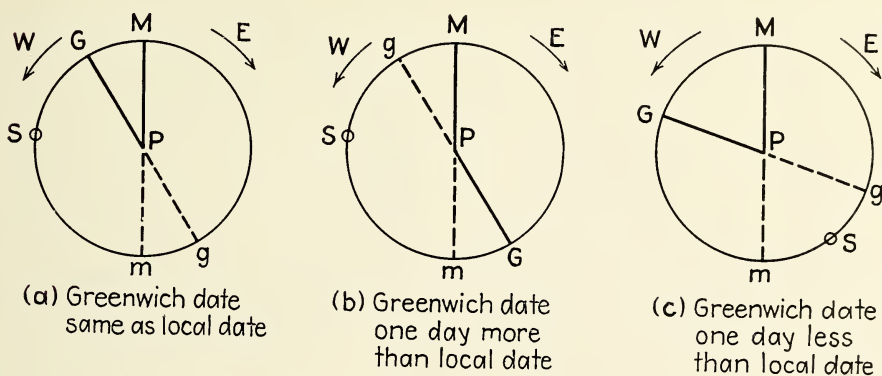 M
W
G
E
S
P
m
g
(a) Greenwich date
same as local date
M
W
g
E
S
P
m
G
(b) Greenwich date
one day more
than local date
M
W
E
G
P
g
S
m
(c) Greenwich date
one day less
than local date